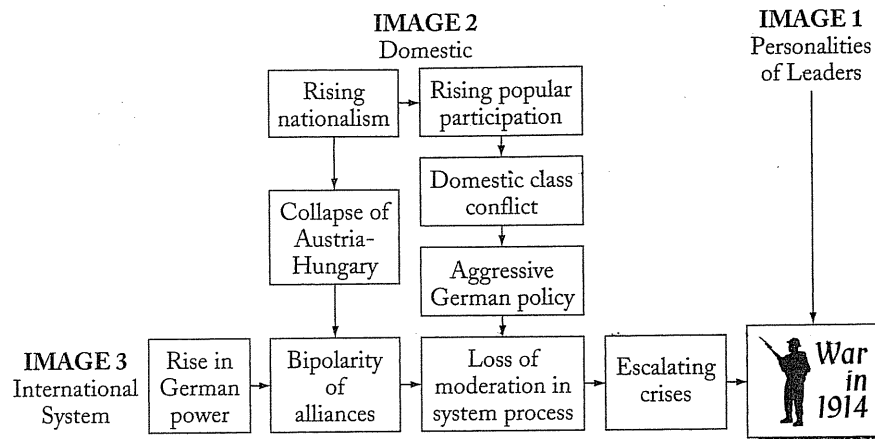 IMAGE 2
Domestic
IMAGE 1
Personalities
of Leaders
Rising
nationalism
Rising popular
participation
Collapse of
Austria-
Hungary
Domestic class
conflict
Aggressive
German policy
IMAGE 3
International
System
Rise in
German
power
Bipolarity
of
alliances
Loss of
moderation in
system process
Escalating
crises
War
in
1914